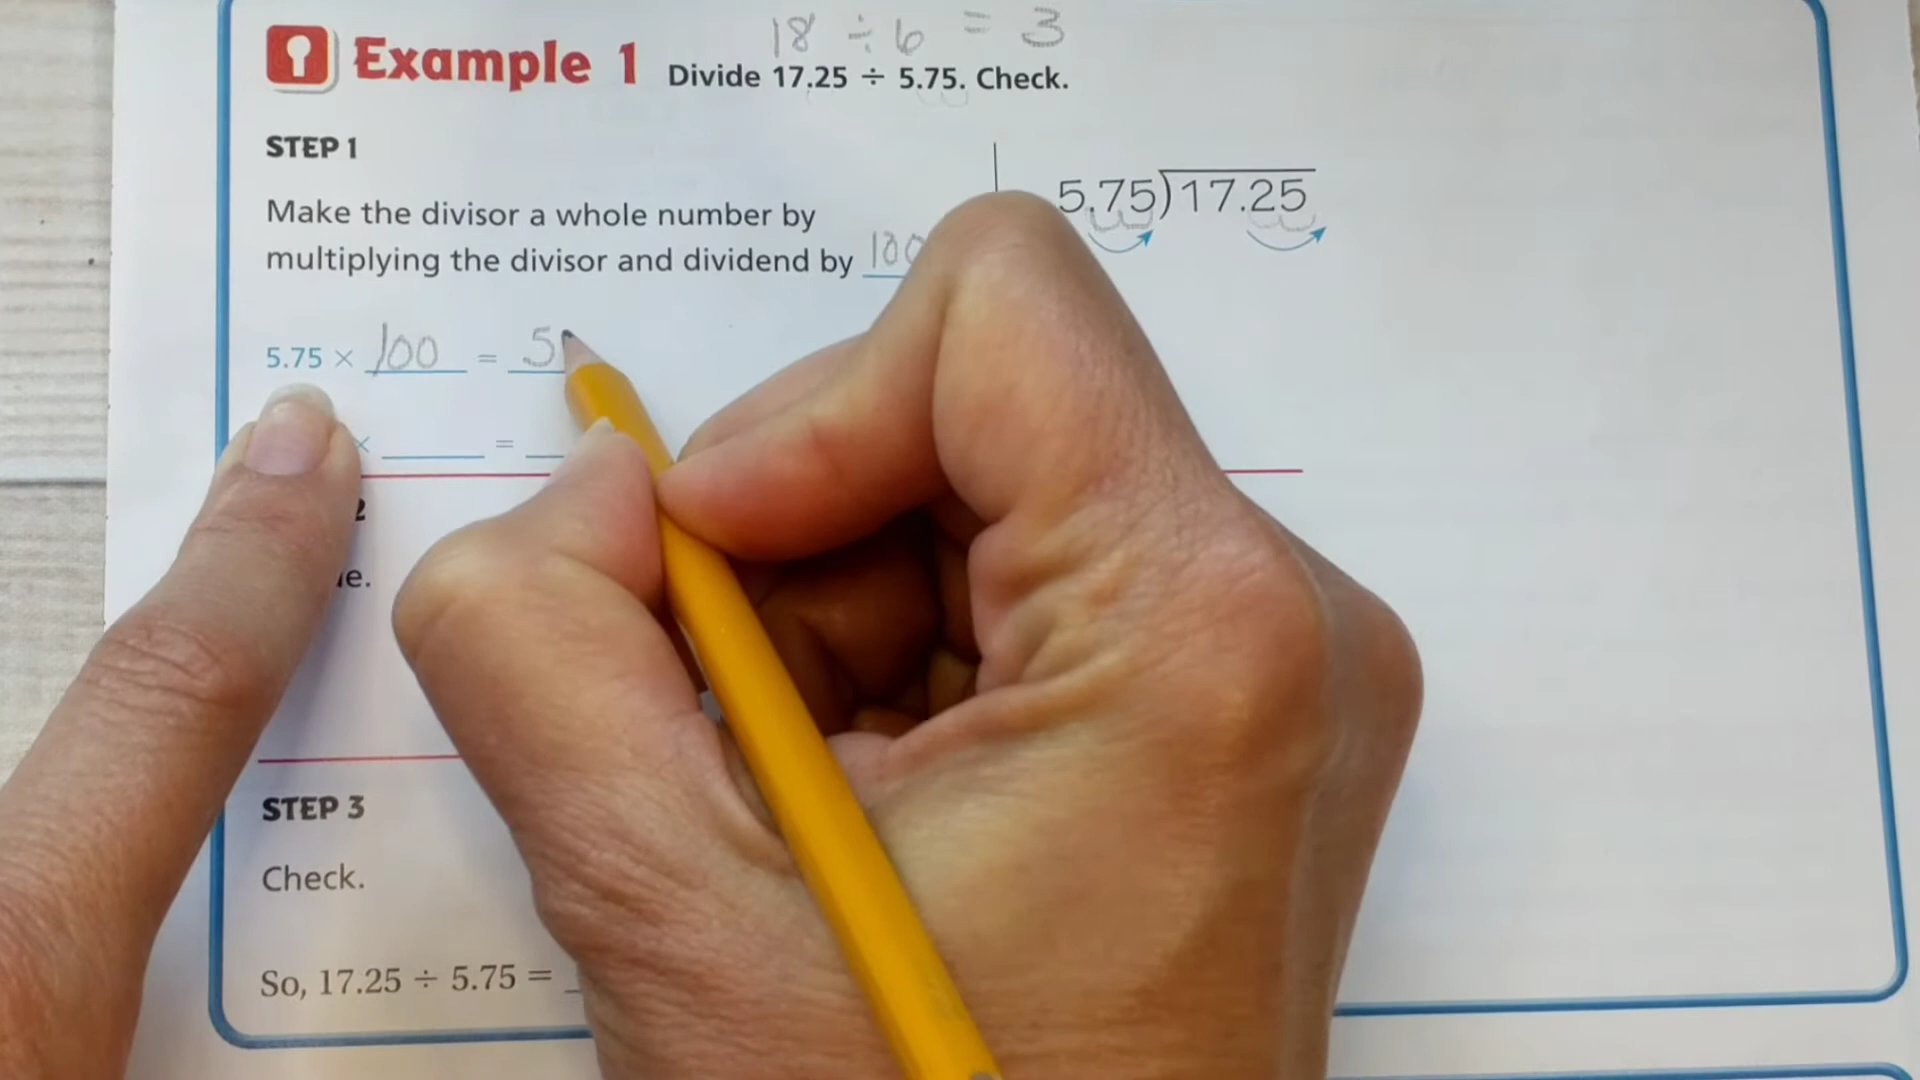 18 ÷ 6 = 3
Example 1 Divide 17.25 ÷ 5.75. Check.
STEP 1
5.75)17.25
Make the divisor a whole number by
multiplying the divisor and dividend by 100
5.75 × 100 = 5
× =
2
STEP 3
Check.
So, 17.25 ÷ 5.75 =